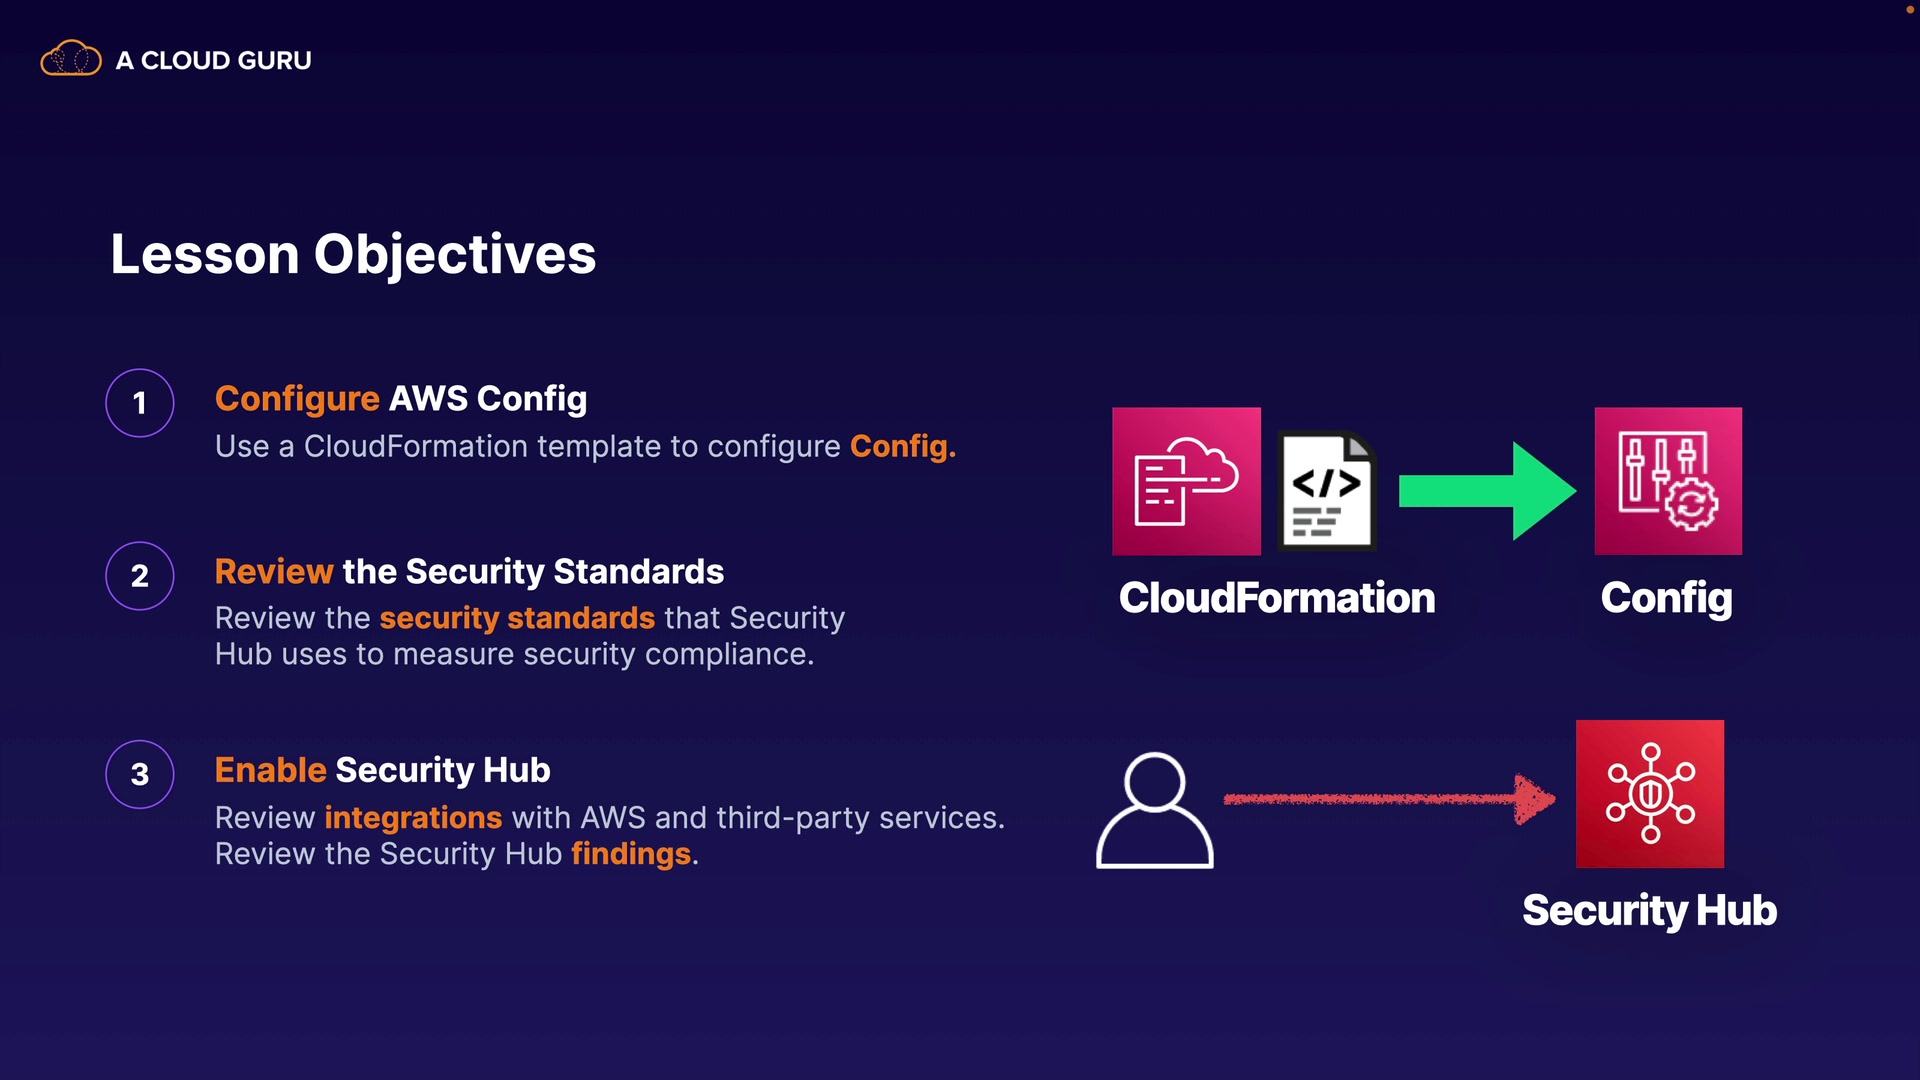 A CLOUD GURU
Lesson Objectives
1
Configure AWS Config
Use a CloudFormation template to configure Config.
2
Review the Security Standards
Review the security standards that Security
Hub uses to measure security compliance.
3
Enable Security Hub
Review integrations with AWS and third-party services.
Review the Security Hub findings.
</>
CloudFormation
Config
Security Hub